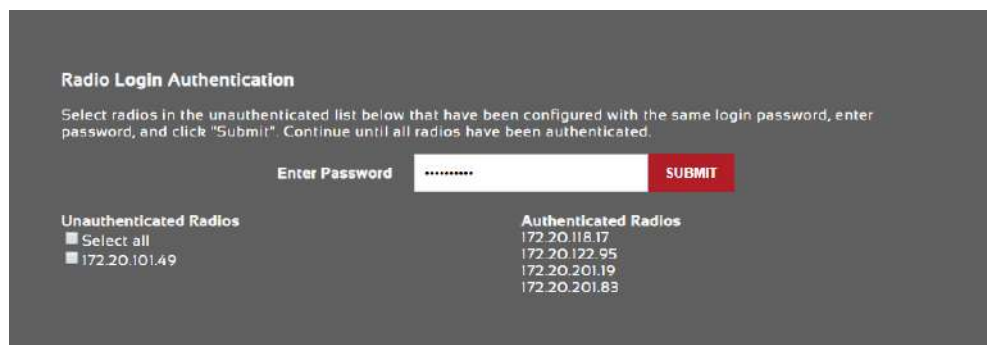 Radio Login Authentication
Select radios in the unauthenticated list below that have been configured with the same login password, enter
password, and click "Submit". Continue until all radios have been authenticated.
Enter Password •••••••••• SUBMIT
Unauthenticated Radios
Select all
172.20.101.49
Authenticated Radios
172.20.118.17
172.20.122.95
172.20.201.19
172.20.201.83